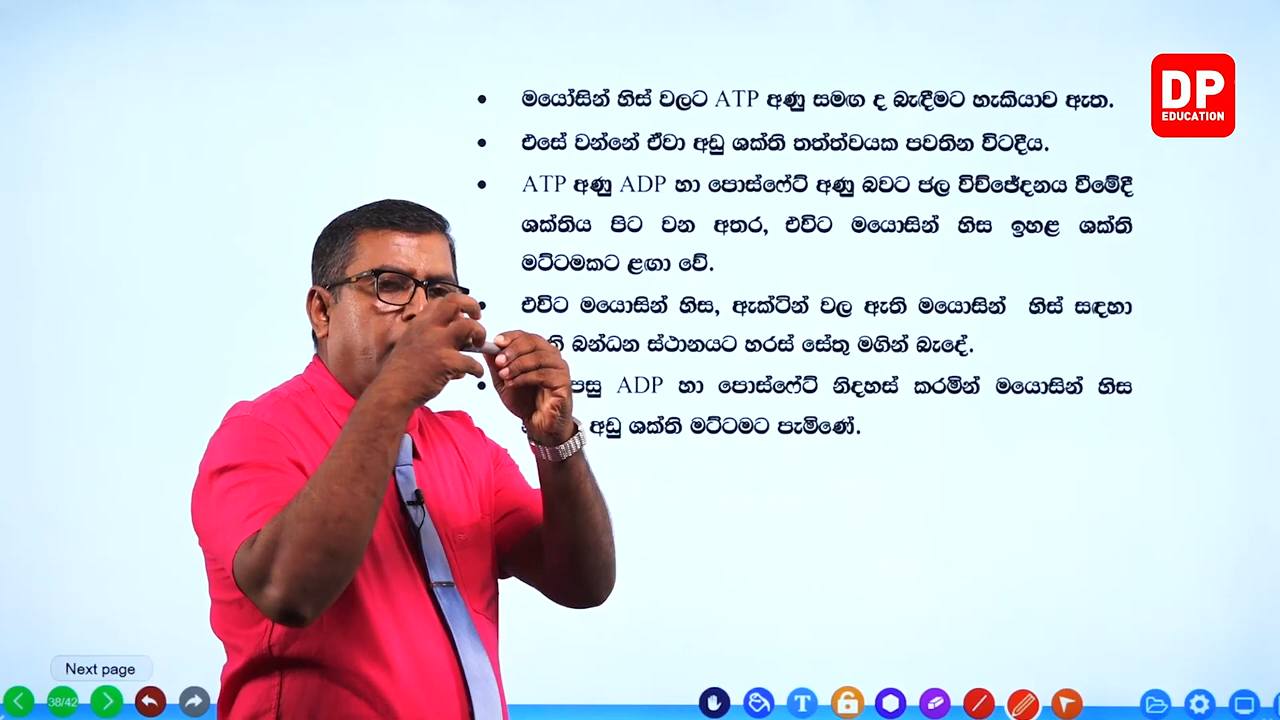 DP
EDUCATION
• මයෝසින් හිස් වලට ATP අණු සමඟ ද බැඳීමට හැකියාව ඇත.
• එසේ වන්නේ ඒවා අඩු ශක්ති තත්ත්වයක පවතින විටදීය.
• ATP අණු ADP හා පොස්ෆේට් අණු බවට ජල විච්ඡේදනය වීමේදී
ශක්තිය පිට වන අතර, එවිට මයොසින් හිස ඉහළ ශක්ති
මට්ටමකට ළඟා වේ.
• එවිට මයොසින් හිස, ඇක්ටින් වල ඇති මයොසින් හිස් සඳහා
බන්ධන ස්ථානයට හරස් සේතු මගින් බැඳේ.
• ADP හා පොස්ෆේට් නිදහස් කරමින් මයොසින් හිස
අඩු ශක්ති මට්ටමට පැමිණේ.
Next page
38/42